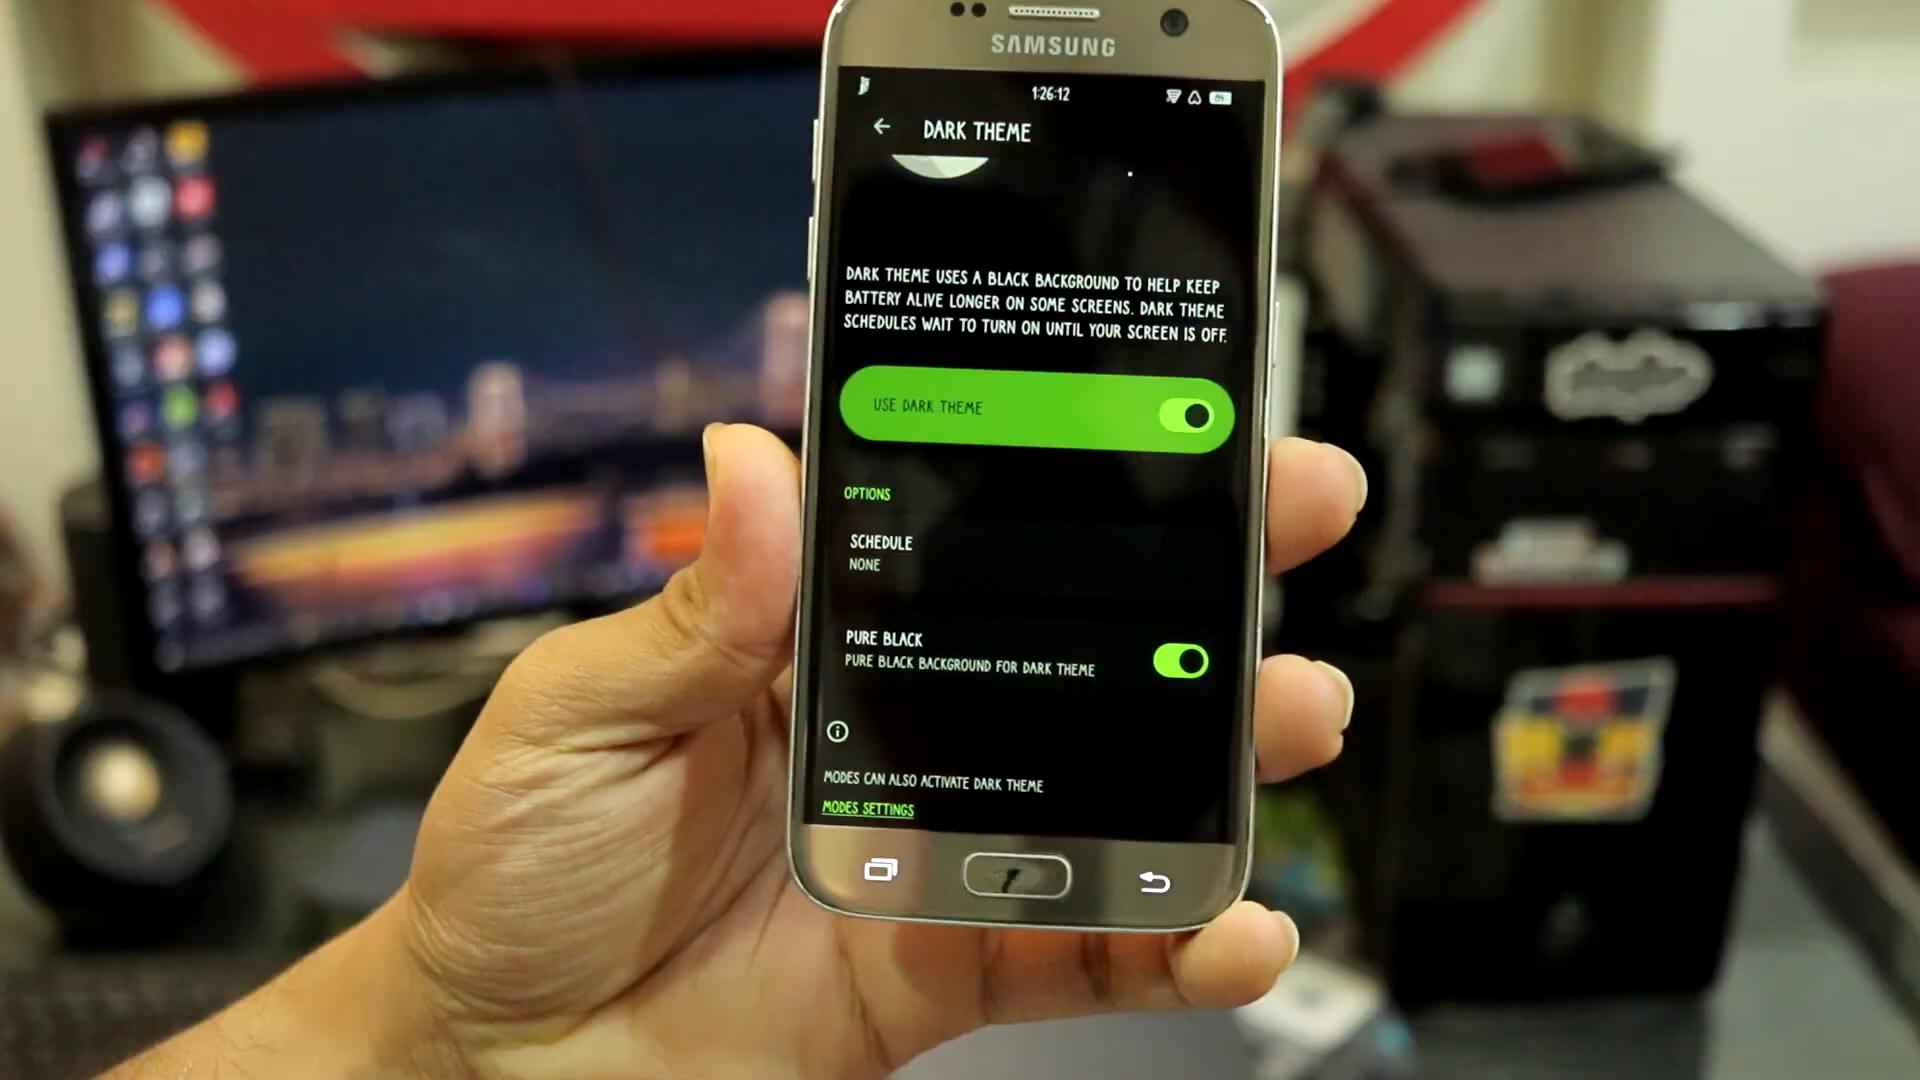 SAMSUNG
1:26:12
DARK THEME
DARK THEME USES A BLACK BACKGROUND TO HELP KEEP
BATTERY ALIVE LONGER ON SOME SCREENS. DARK THEME
SCHEDULES WAIT TO TURN ON UNTIL YOUR SCREEN IS OFF.
USE DARK THEME
OPTIONS
SCHEDULE
NONE
PURE BLACK
PURE BLACK BACKGROUND FOR DARK THEME
MODES CAN ALSO ACTIVATE DARK THEME
MODES SETTINGS